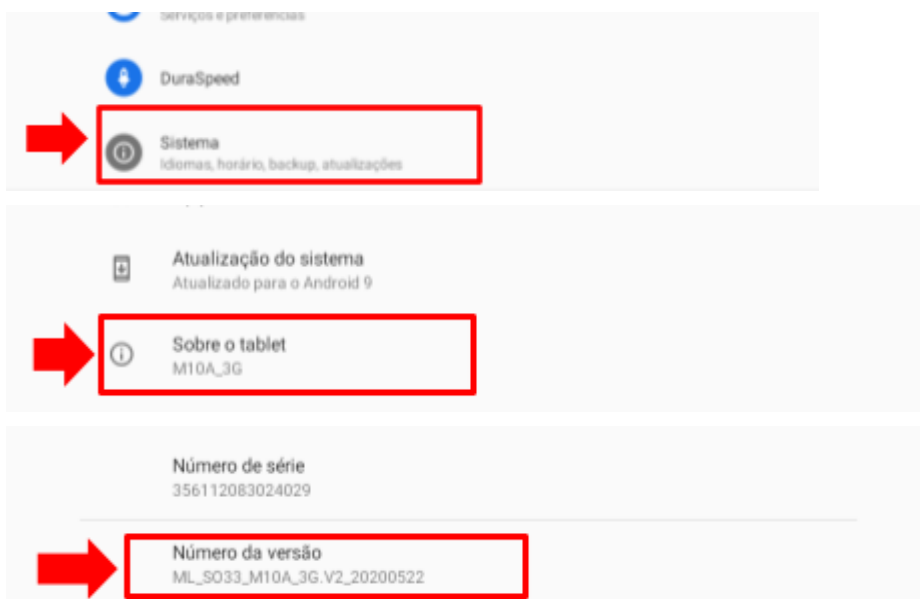 Serviços e preferências
DuraSpeed
Sistema
Idiomas, horário, backup, atualizações
Atualização do sistema
Atualizado para o Android 9
Sobre o tablet
M10A_3G
Número de série
356112083024029
Número da versão
ML_SO33_M10A_3G.V2_20200522